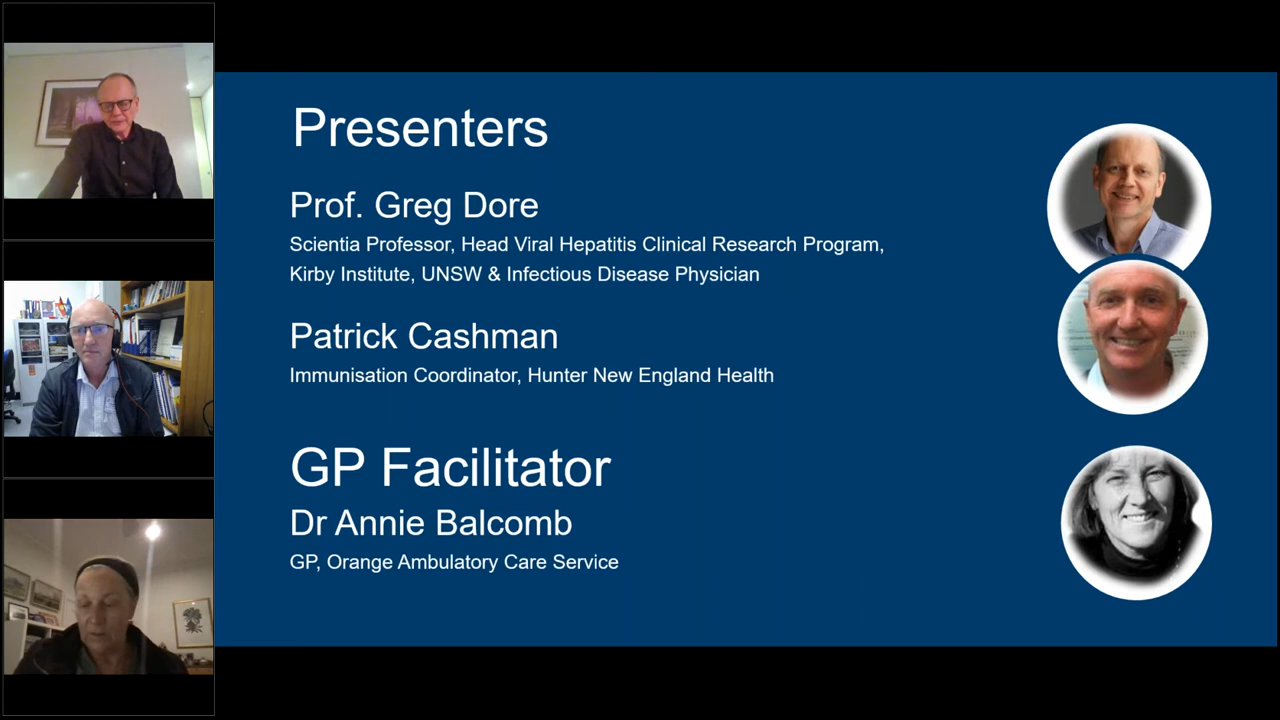 Presenters
Prof. Greg Dore
Scientia Professor, Head Viral Hepatitis Clinical Research Program,
Kirby Institute, UNSW & Infectious Disease Physician
Patrick Cashman
Immunisation Coordinator, Hunter New England Health
GP Facilitator
Dr Annie Balcomb
GP, Orange Ambulatory Care Service